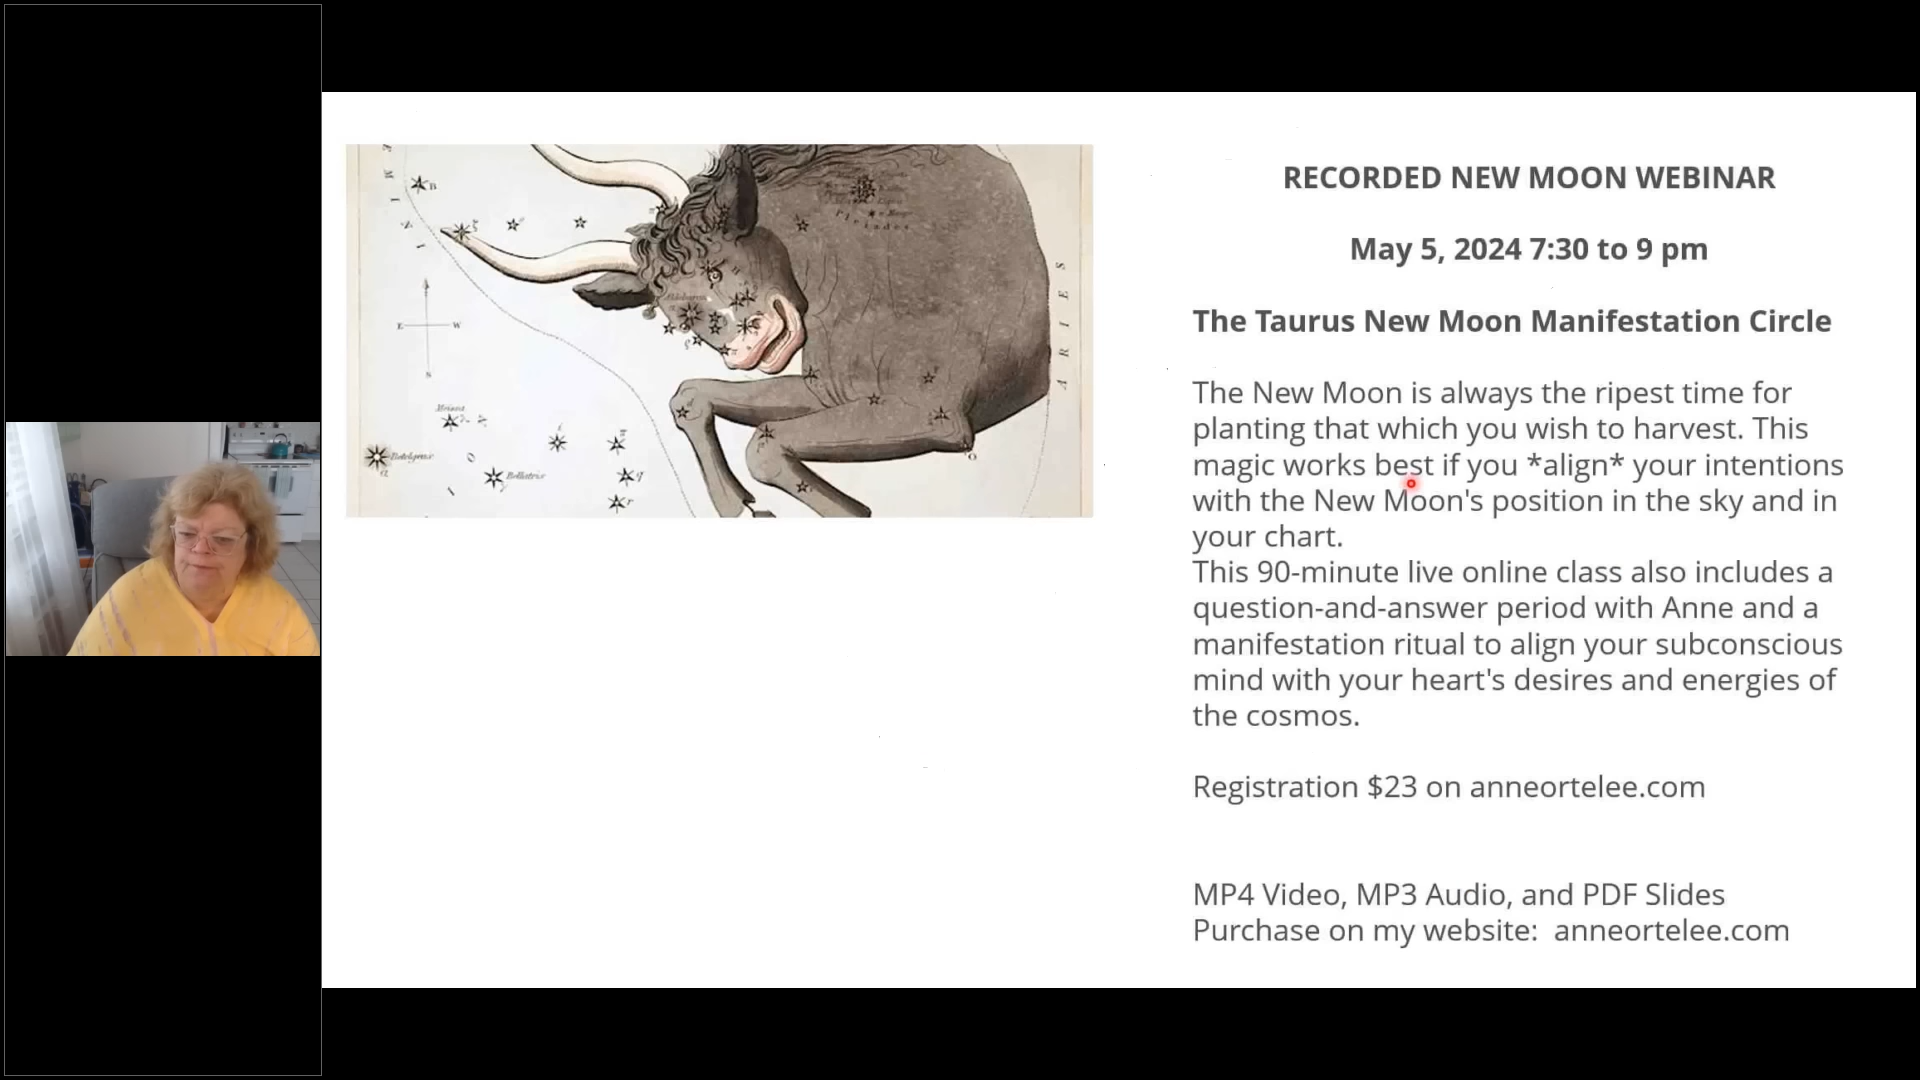 RECORDED NEW MOON WEBINAR
May 5, 2024 7:30 to 9 pm
The Taurus New Moon Manifestation Circle
The New Moon is always the ripest time for
planting that which you wish to harvest. This
magic works best if you *align* your intentions
with the New Moon's position in the sky and in
your chart.
This 90-minute live online class also includes a
question-and-answer period with Anne and a
manifestation ritual to align your subconscious
mind with your heart's desires and energies of
the cosmos.
Registration $23 on anneortelee.com
MP4 Video, MP3 Audio, and PDF Slides
Purchase on my website:  anneortelee.com
B
Pleiades
Aldebaran
E
W
S
A R I E S
Betelgeux
Bellatrix